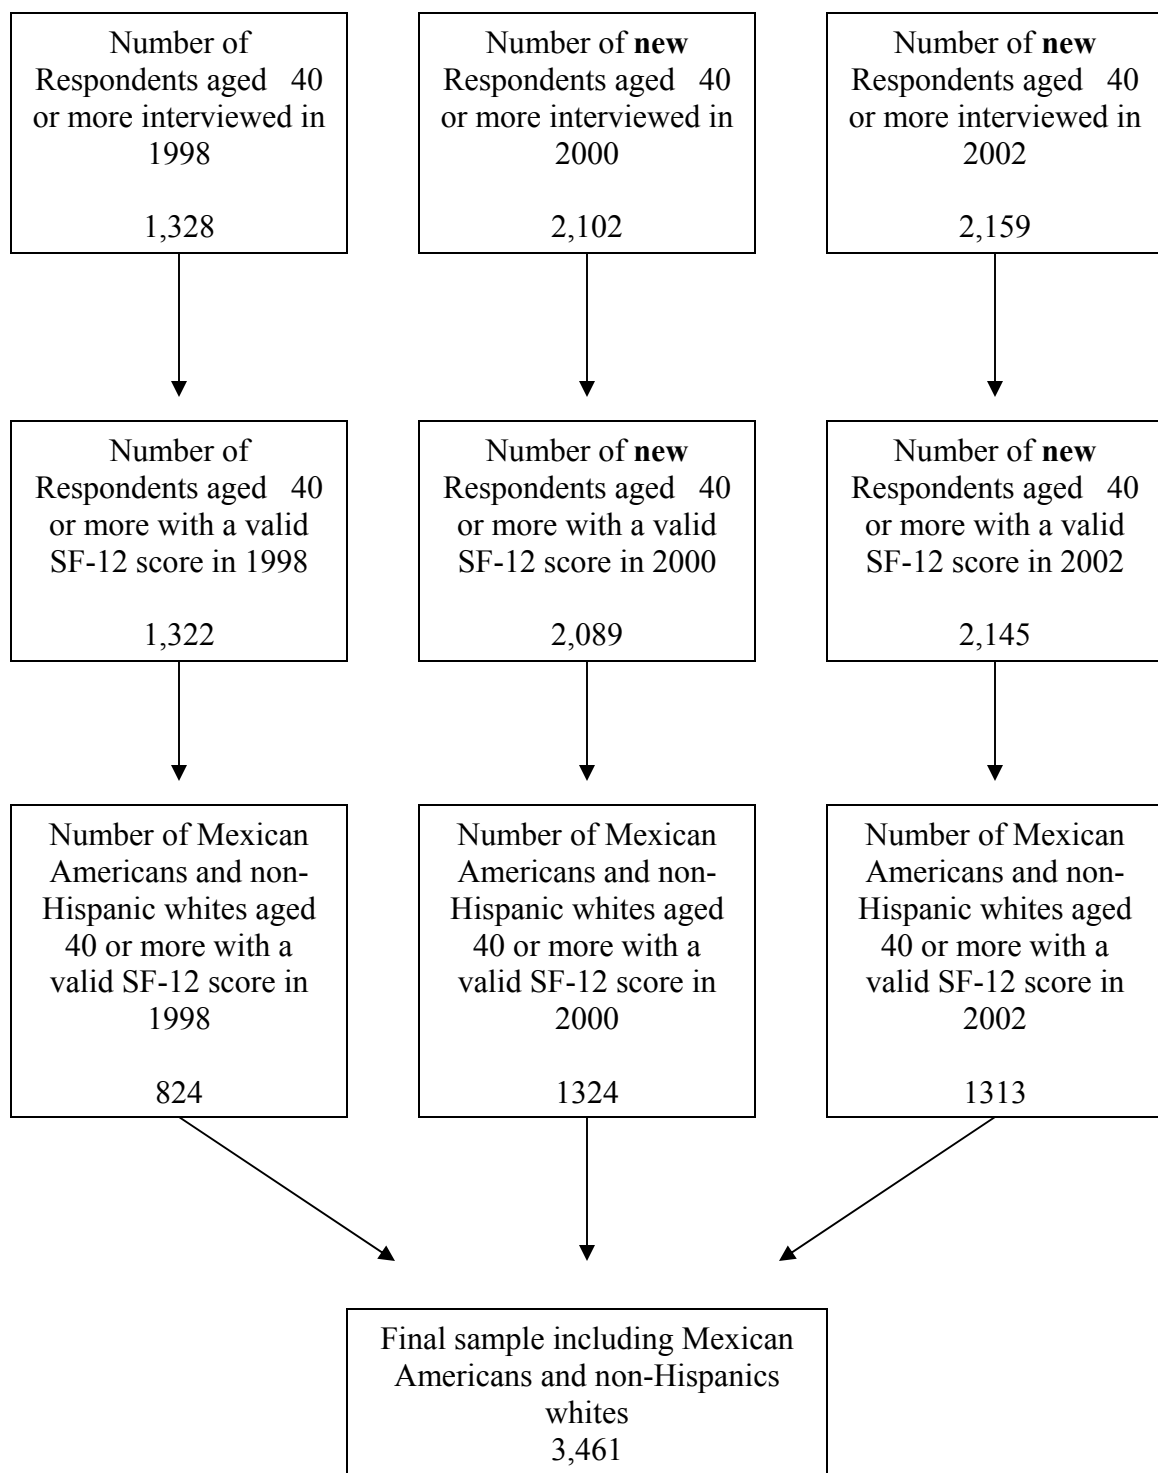 Number of
Respondents aged 40
or more interviewed in
1998
1,328
Number of new
Respondents aged 40
or more interviewed in
2000
2,102
Number of new
Respondents aged 40
or more interviewed in
2002
2,159
Number of
Respondents aged 40
or more with a valid
SF-12 score in 1998
1,322
Number of new
Respondents aged 40
or more with a valid
SF-12 score in 2000
2,089
Number of new
Respondents aged 40
or more with a valid
SF-12 score in 2002
2,145
Number of Mexican
Americans and non-
Hispanic whites aged
40 or more with a
valid SF-12 score in
1998
824
Number of Mexican
Americans and non-
Hispanic whites aged
40 or more with a
valid SF-12 score in
2000
1324
Number of Mexican
Americans and non-
Hispanic whites aged
40 or more with a
valid SF-12 score in
2002
1313
Final sample including Mexican
Americans and non-Hispanics
whites
3,461